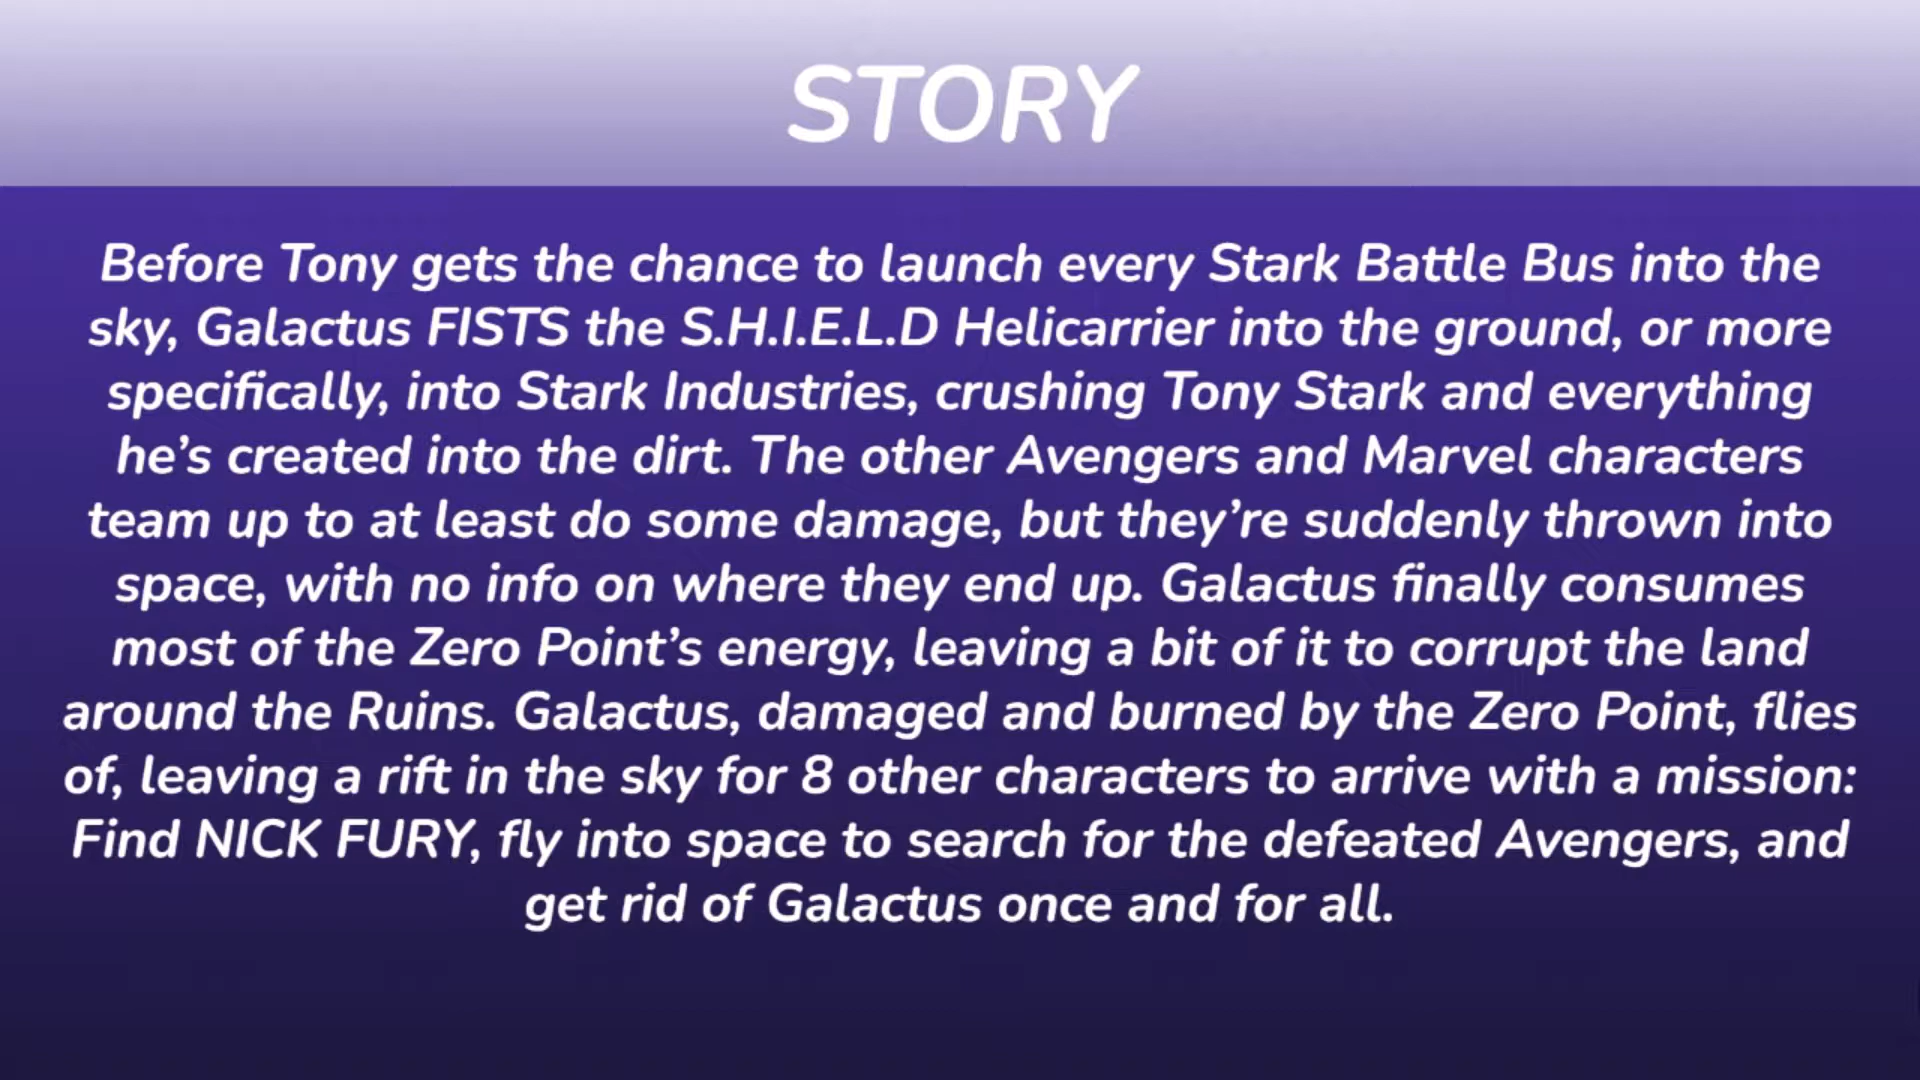 STORY
Before Tony gets the chance to launch every Stark Battle Bus into the
sky, Galactus FISTS the S.H.I.E.L.D Helicarrier into the ground, or more
specifically, into Stark Industries, crushing Tony Stark and everything
he’s created into the dirt. The other Avengers and Marvel characters
team up to at least do some damage, but they’re suddenly thrown into
space, with no info on where they end up. Galactus finally consumes
most of the Zero Point’s energy, leaving a bit of it to corrupt the land
around the Ruins. Galactus, damaged and burned by the Zero Point, flies
of, leaving a rift in the sky for 8 other characters to arrive with a mission:
Find NICK FURY, fly into space to search for the defeated Avengers, and
get rid of Galactus once and for all.